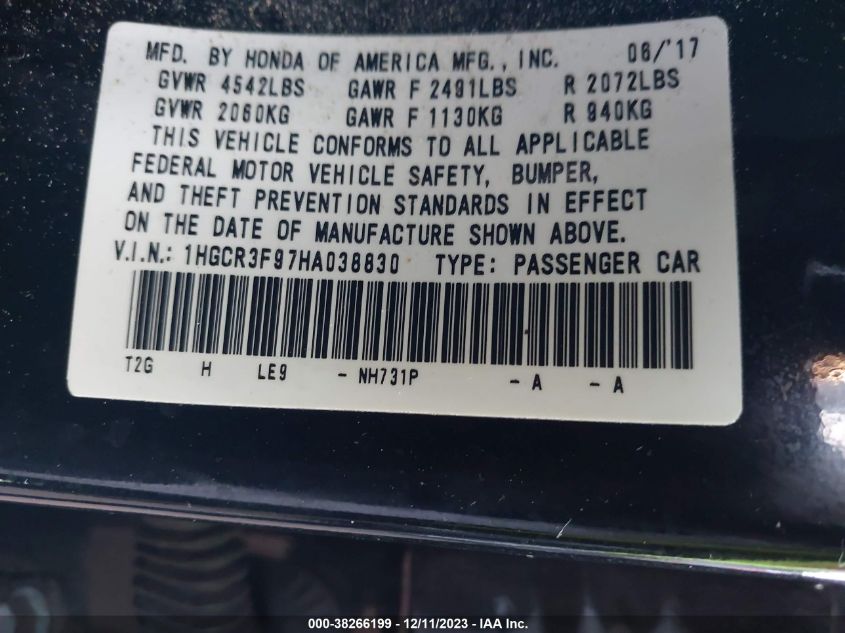 MFD. BY HONDA OF AMERICA MFG., INC. 06/'17
GVWR 4542LBS GAWR F 2491LBS R 2072LBS
GVWR 2060KG GAWR F 1130KG R 940KG
THIS VEHICLE CONFORMS TO ALL APPLICABLE
FEDERAL MOTOR VEHICLE SAFETY, BUMPER,
AND THEFT PREVENTION STANDARDS IN EFFECT
ON THE DATE OF MANUFACTURE SHOWN ABOVE.
V.I.N.: 1HGCR3F97HA038830 TYPE: PASSENGER CAR
T2G H LE9 - NH731P - A - A
000-38266199 - 12/11/2023 - IAA Inc.